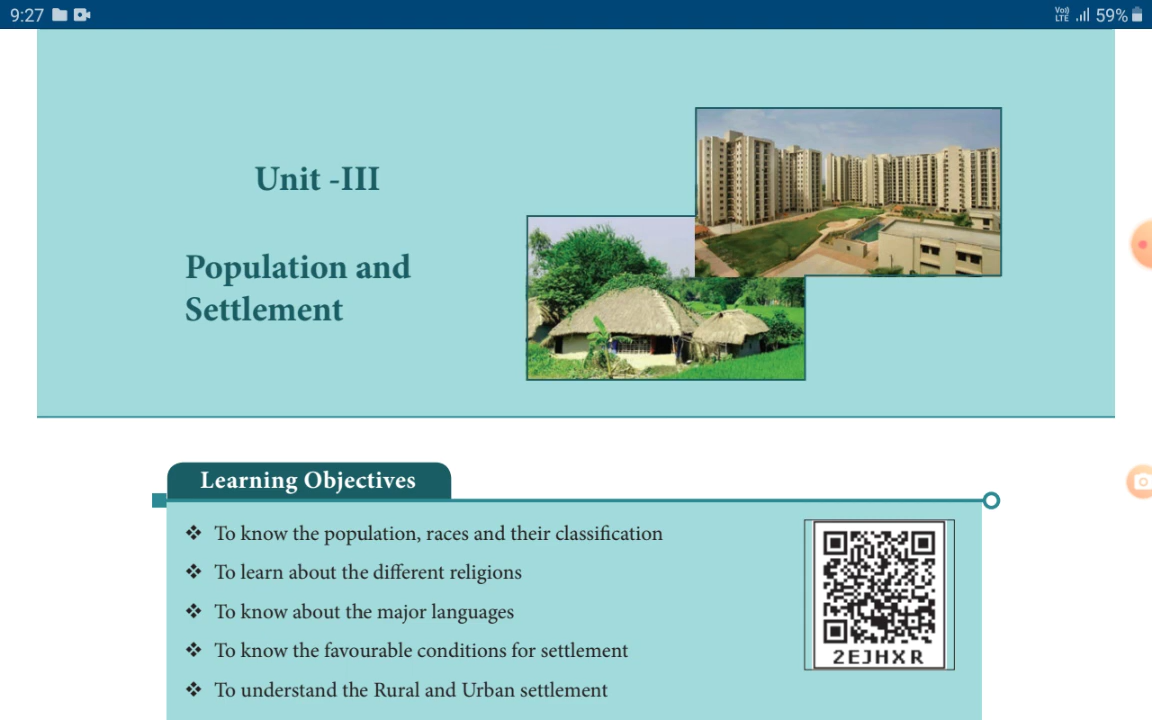 9:27
Vo)) LTE 59%
Unit -III
Population and
Settlement
Learning Objectives
❖ To know the population, races and their classification
❖ To learn about the different religions
❖ To know about the major languages
❖ To know the favourable conditions for settlement
❖ To understand the Rural and Urban settlement
2EJHXR